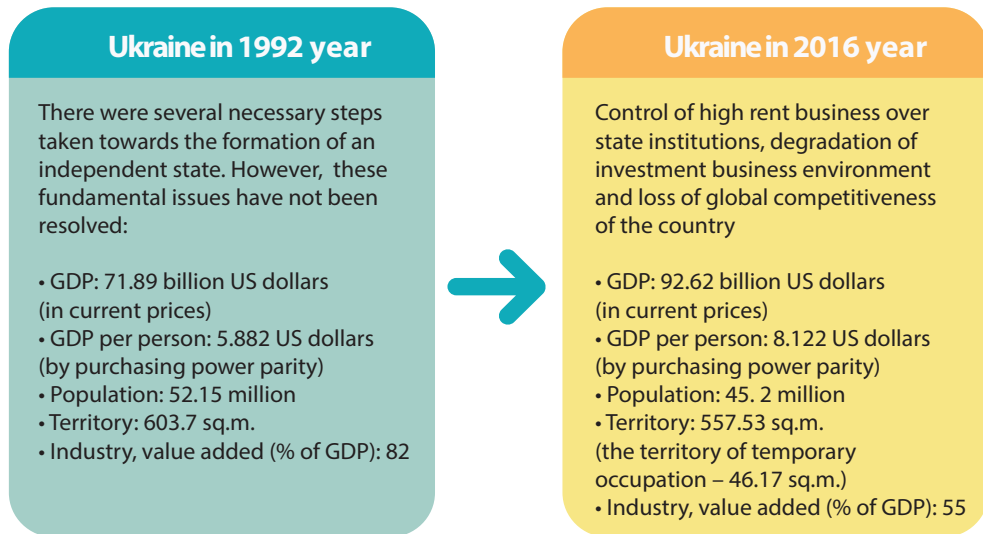 Ukraine in 1992 year
There were several necessary steps
taken towards the formation of an
independent state. However, these
fundamental issues have not been
resolved:
• GDP: 71.89 billion US dollars
(in current prices)
• GDP per person: 5.882 US dollars
(by purchasing power parity)
• Population: 52.15 million
• Territory: 603.7 sq.m.
• Industry, value added (% of GDP): 82
Ukraine in 2016 year
Control of high rent business over
state institutions, degradation of
investment business environment
and loss of global competitiveness
of the country
• GDP: 92.62 billion US dollars
(in current prices)
• GDP per person: 8.122 US dollars
(by purchasing power parity)
• Population: 45. 2 million
• Territory: 557.53 sq.m.
(the territory of temporary
occupation – 46.17 sq.m.)
• Industry, value added (% of GDP): 55